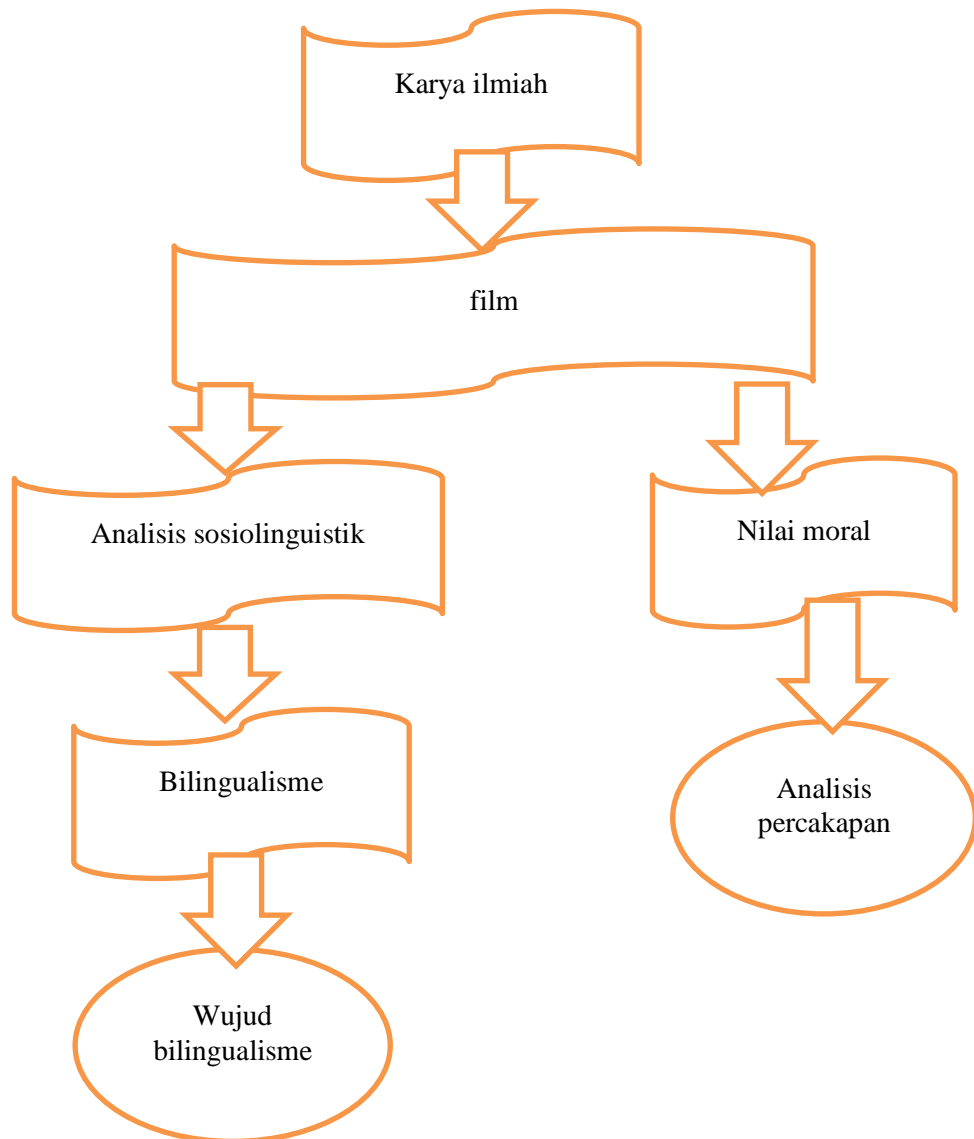 Karya ilmiah
film
Analisis sosiolinguistik
Nilai moral
Bilingualisme
Analisis
percakapan
Wujud
bilingualisme